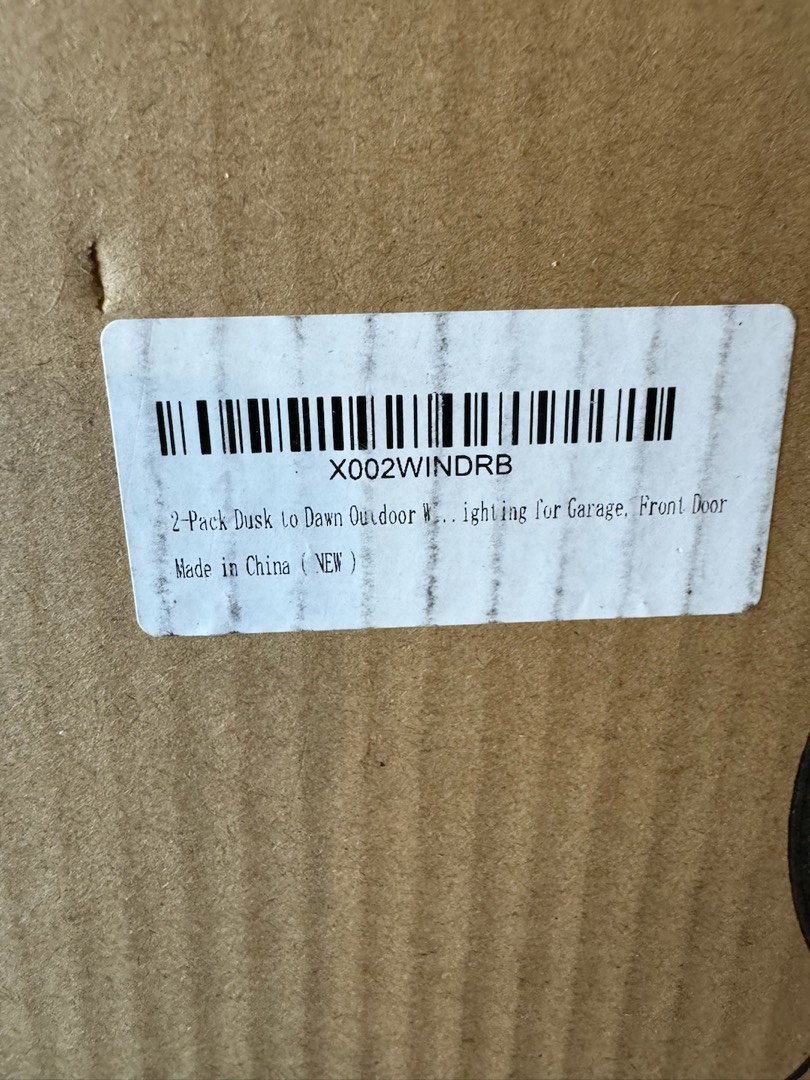 X002WINDRB
2-Pack Dusk to Dawn Outdoor W...ighting for Garage, Front Door
Made in China ( NEW )